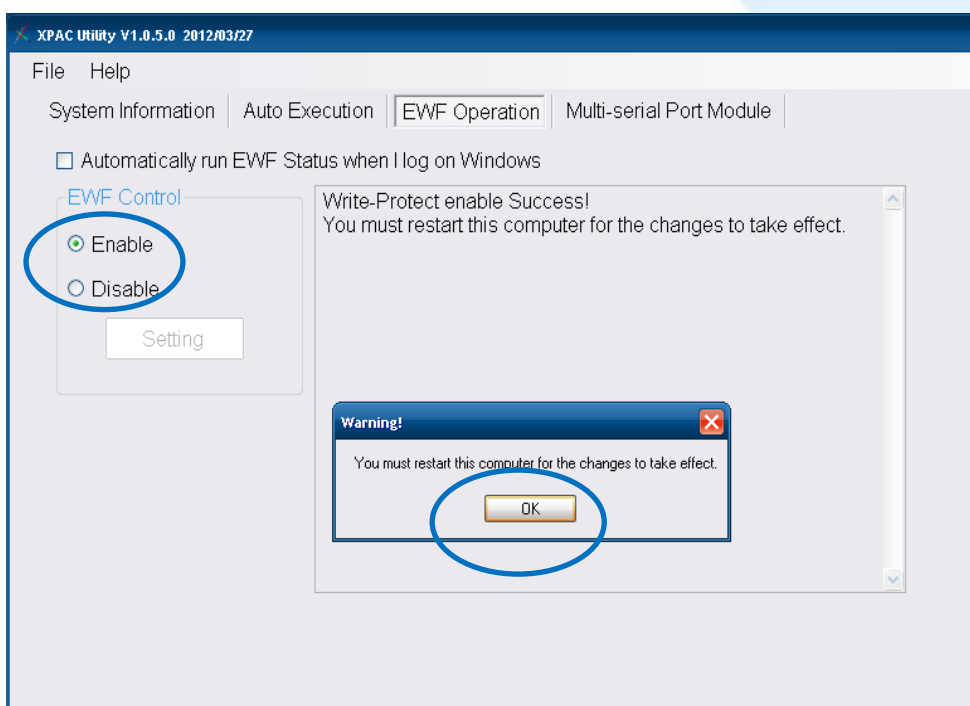 XPAC Utility V1.0.5.0 2012/03/27
File Help
System Information Auto Execution EWF Operation Multi-serial Port Module
Automatically run EWF Status when I log on Windows
EWF Control
Enable
Disable
Setting
Write-Protect enable Success!
You must restart this computer for the changes to take effect.
Warning!
You must restart this computer for the changes to take effect.
OK